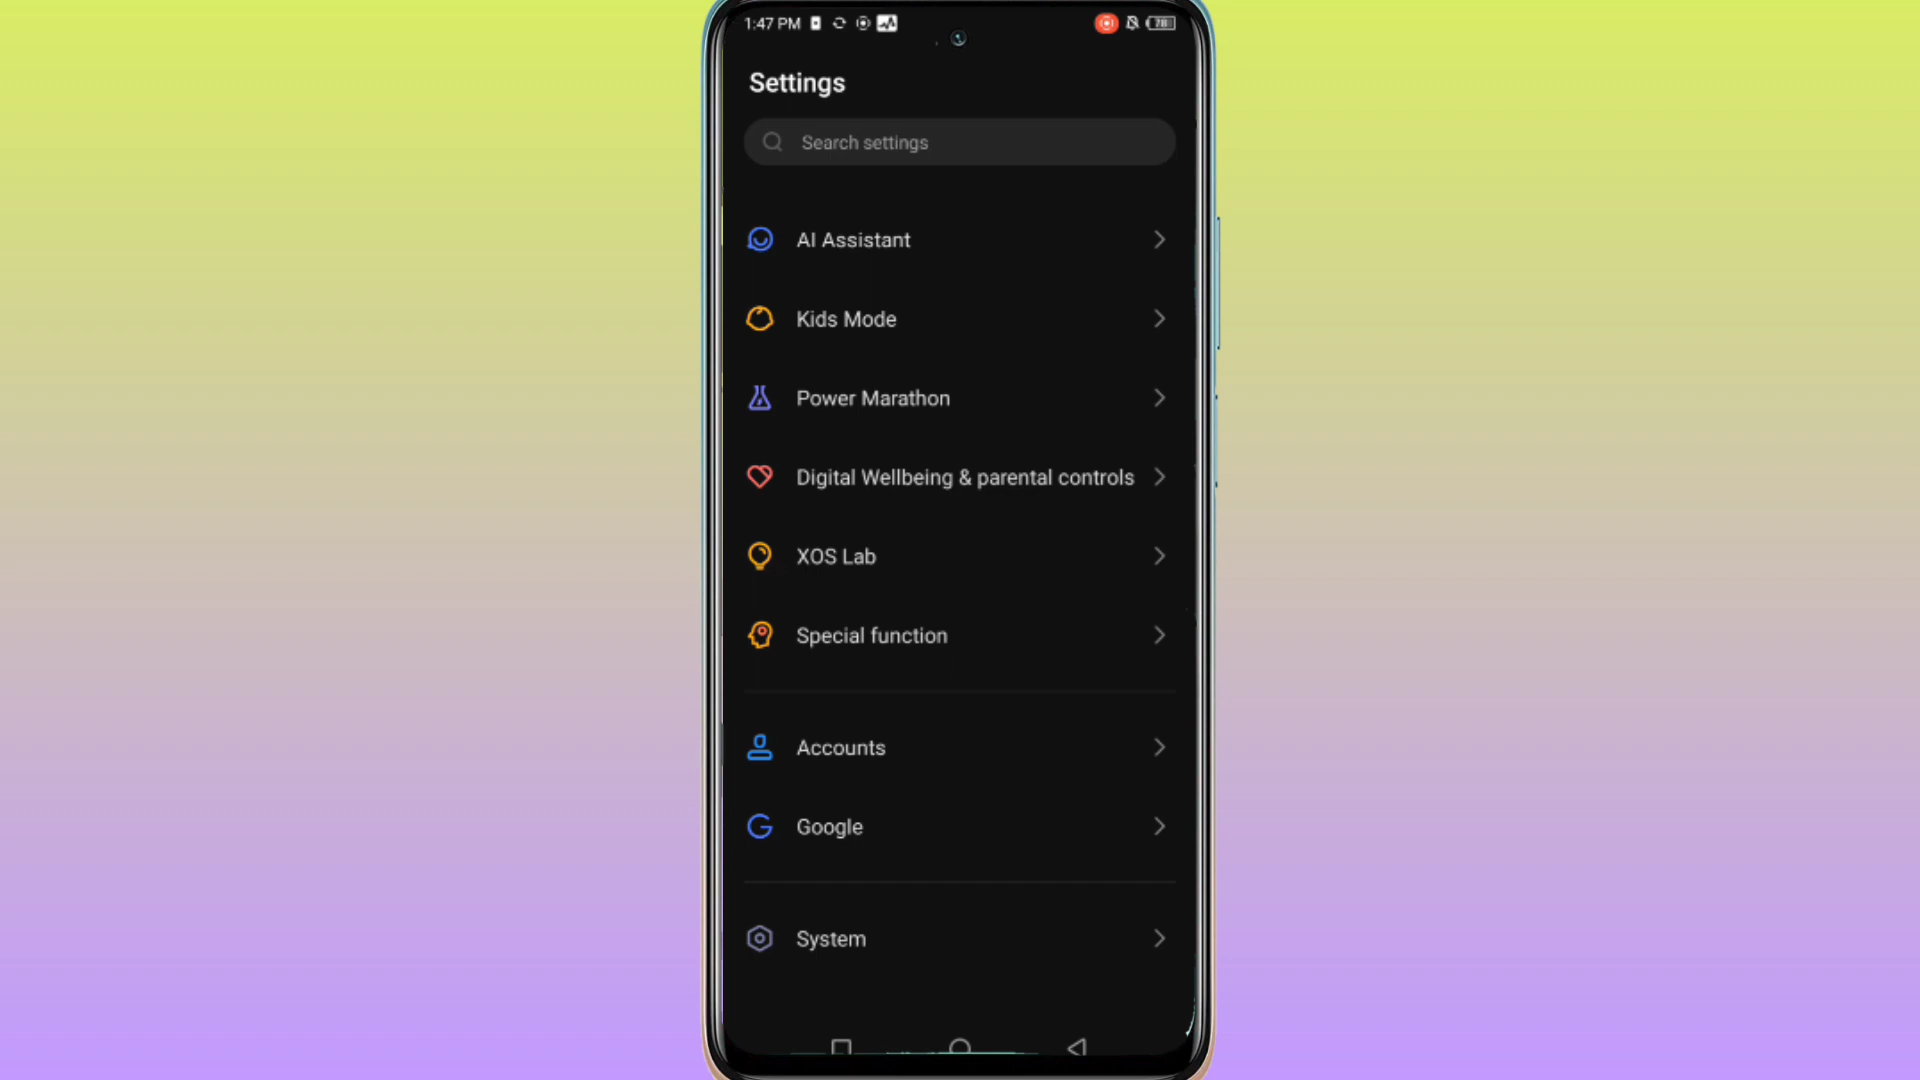 1:47 PM
78
Settings
Search settings
AI Assistant
Kids Mode
Power Marathon
Digital Wellbeing & parental controls
XOS Lab
Special function
Accounts
Google
System